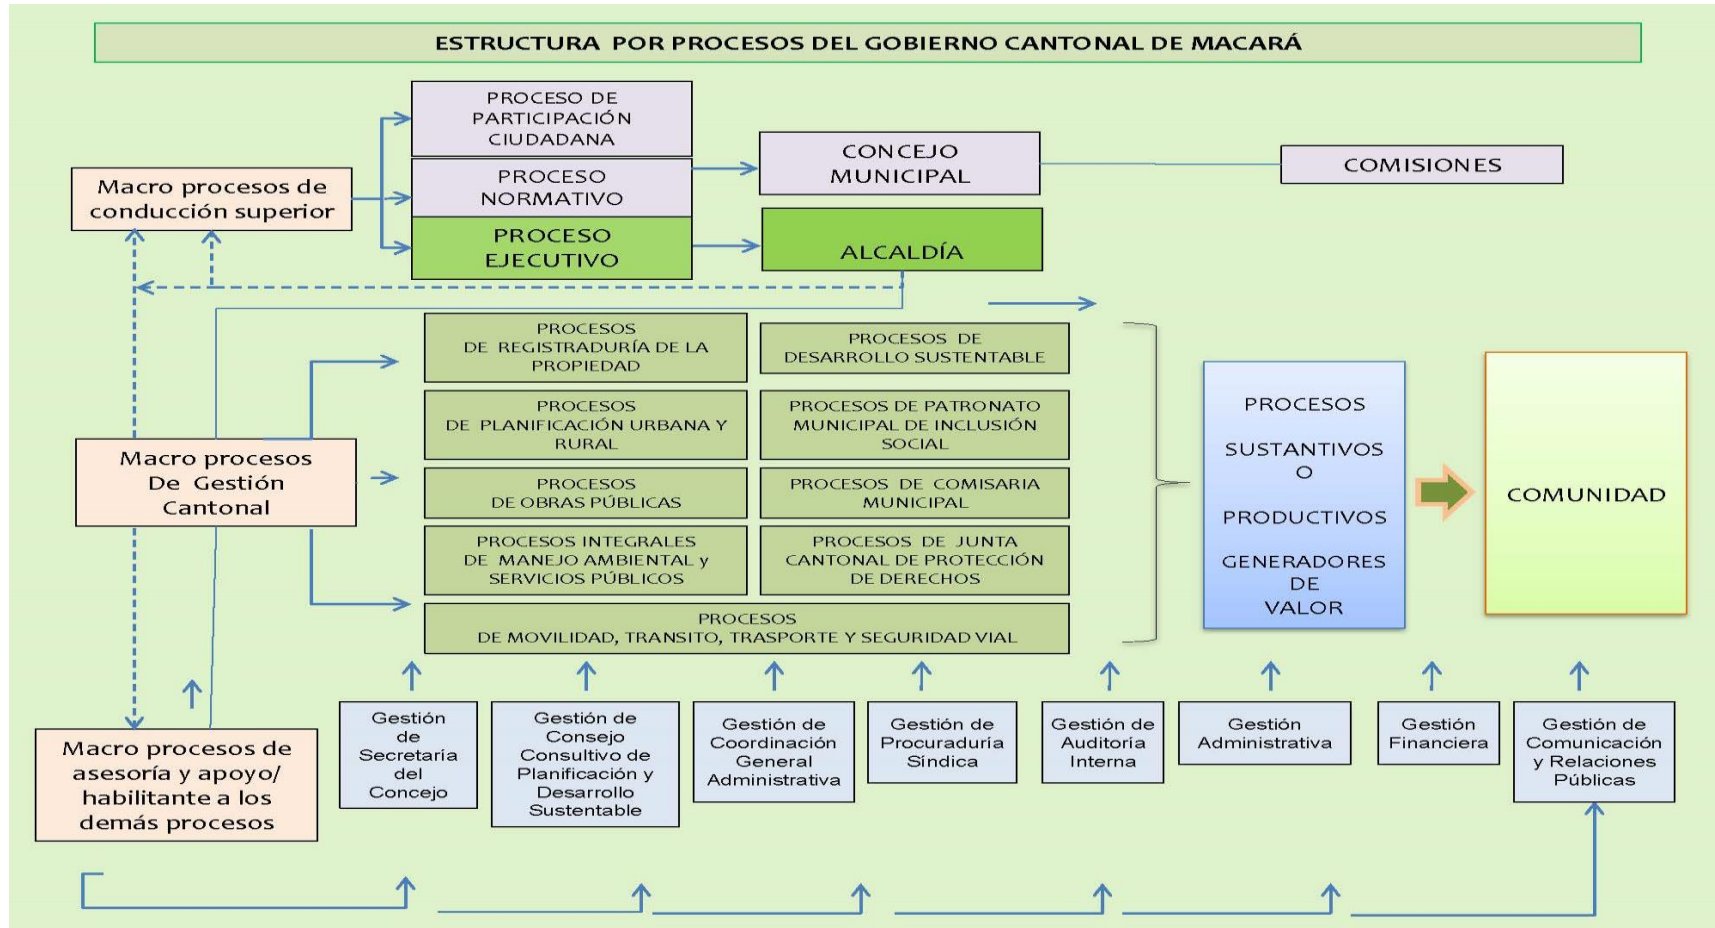 ESTRUCTURA POR PROCESOS DEL GOBIERNO CANTONAL DE MACARÁ
PROCESO DE
PARTICIPACIÓN
CIUDADANA
PROCESO
NORMATIVO
PROCESO
EJECUTIVO
CONCEJO
MUNICIPAL
COMISIONES
ALCALDÍA
Macro procesos de
conducción superior
PROCESOS
DE REGISTRADURÍA DE LA
PROPIEDAD
PROCESOS DE
DESARROLLO SUSTENTABLE
PROCESOS
DE PLANIFICACIÓN URBANA Y
RURAL
PROCESOS DE PATRONATO
MUNICIPAL DE INCLUSIÓN
SOCIAL
Macro procesos
De Gestión
Cantonal
PROCESOS
DE OBRAS PÚBLICAS
PROCESOS DE COMISARIA
MUNICIPAL
PROCESOS INTEGRALES
DE MANEJO AMBIENTAL y
SERVICIOS PÚBLICOS
PROCESOS DE JUNTA
CANTONAL DE PROTECCIÓN
DE DERECHOS
PROCESOS
DE MOVILIDAD, TRANSITO, TRASPORTE Y SEGURIDAD VIAL
PROCESOS
SUSTANTIVOS
O
PRODUCTIVOS
GENERADORES
DE
VALOR
COMUNIDAD
Macro procesos de
asesoría y apoyo/
habilitante a los
demás procesos
Gestión
de
Secretaría
del
Concejo
Gestión de
Consejo
Consultivo de
Planificación y
Desarrollo
Sustentable
Gestión de
Coordinación
General
Administrativa
Gestión de
Procuraduría
Síndica
Gestión de
Auditoría
Interna
Gestión
Administrativa
Gestión
Financiera
Gestión de
Comunicación
y Relaciones
Públicas